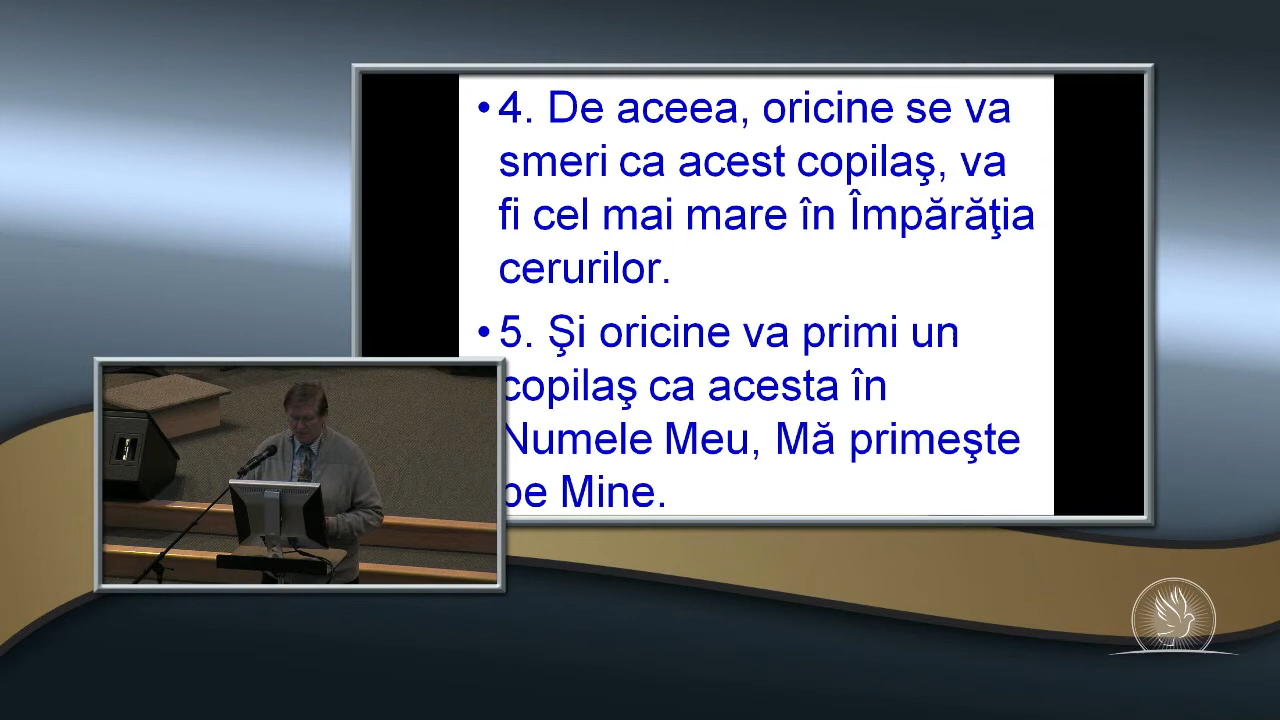 •4. De aceea, oricine se va
smeri ca acest copilaş, va
fi cel mai mare în Împărăţia
cerurilor.
•5. Şi oricine va primi un
copilaş ca acesta în
Numele Meu, Mă primeşte
pe Mine.